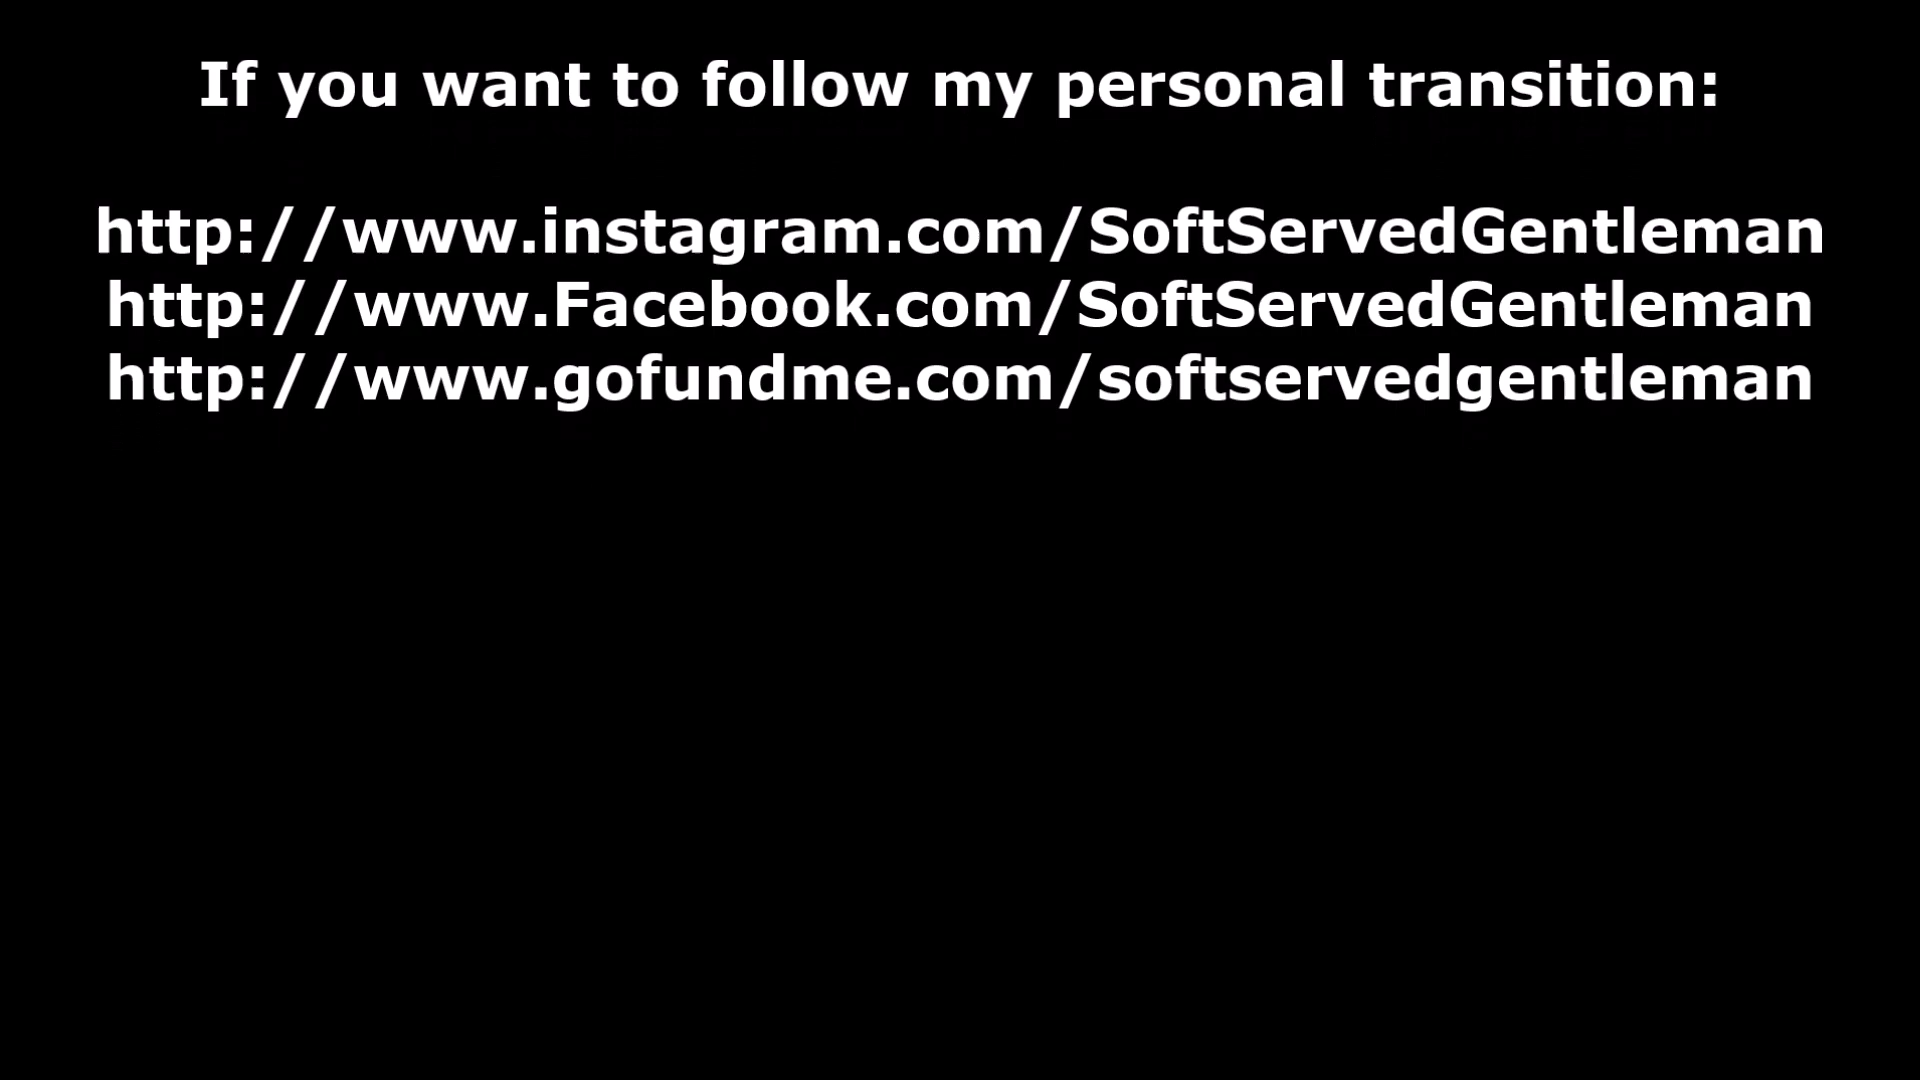 If you want to follow my personal transition:
http://www.instagram.com/SoftServedGentleman
http://www.Facebook.com/SoftServedGentleman
http://www.gofundme.com/softservedgentleman